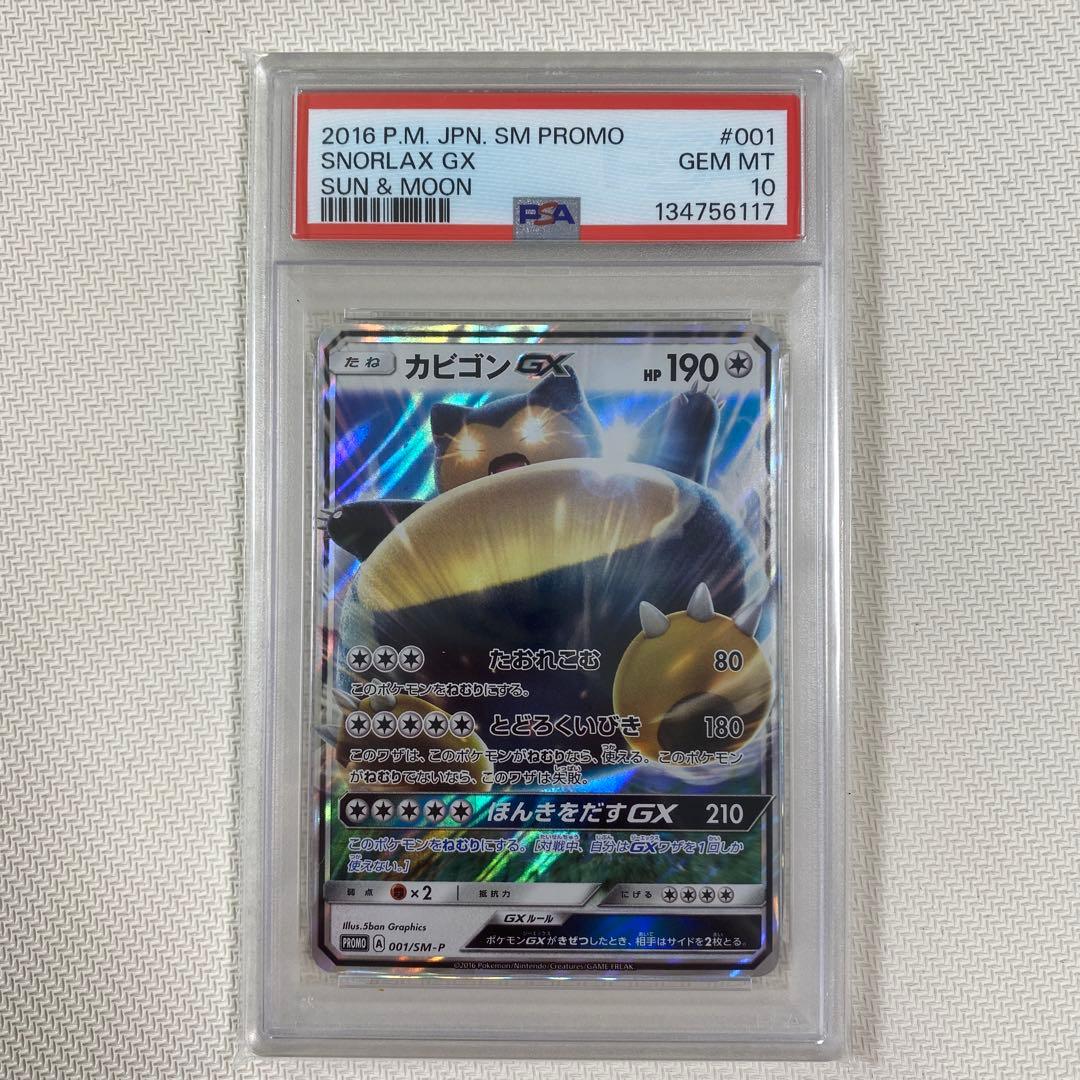 2016 P.M. JPN. SM PROMO #001
SNORLAX GX GEM MT
SUN & MOON 10
PSA 134756117
たね カビゴンGX HP 190
たおれこむ 80
このポケモンをねむりにする。
とどろくいびき 180
このワザは、このポケモンがねむりなら、使える。このポケモン
がねむりでないなら、このワザは失敗。
ほんきをだすGX 210
このポケモンをねむりにする。[対戦中、自分はGXワザを1回しか
使えない。]
弱点 ×2 抵抗力 にげる
Illus.5ban Graphics GXルール
PROMO A 001/SM-P ポケモンGXがきぜつしたとき、相手はサイドを2枚とる。
©2016 Pokémon/Nintendo/Creatures/GAME FREAK.